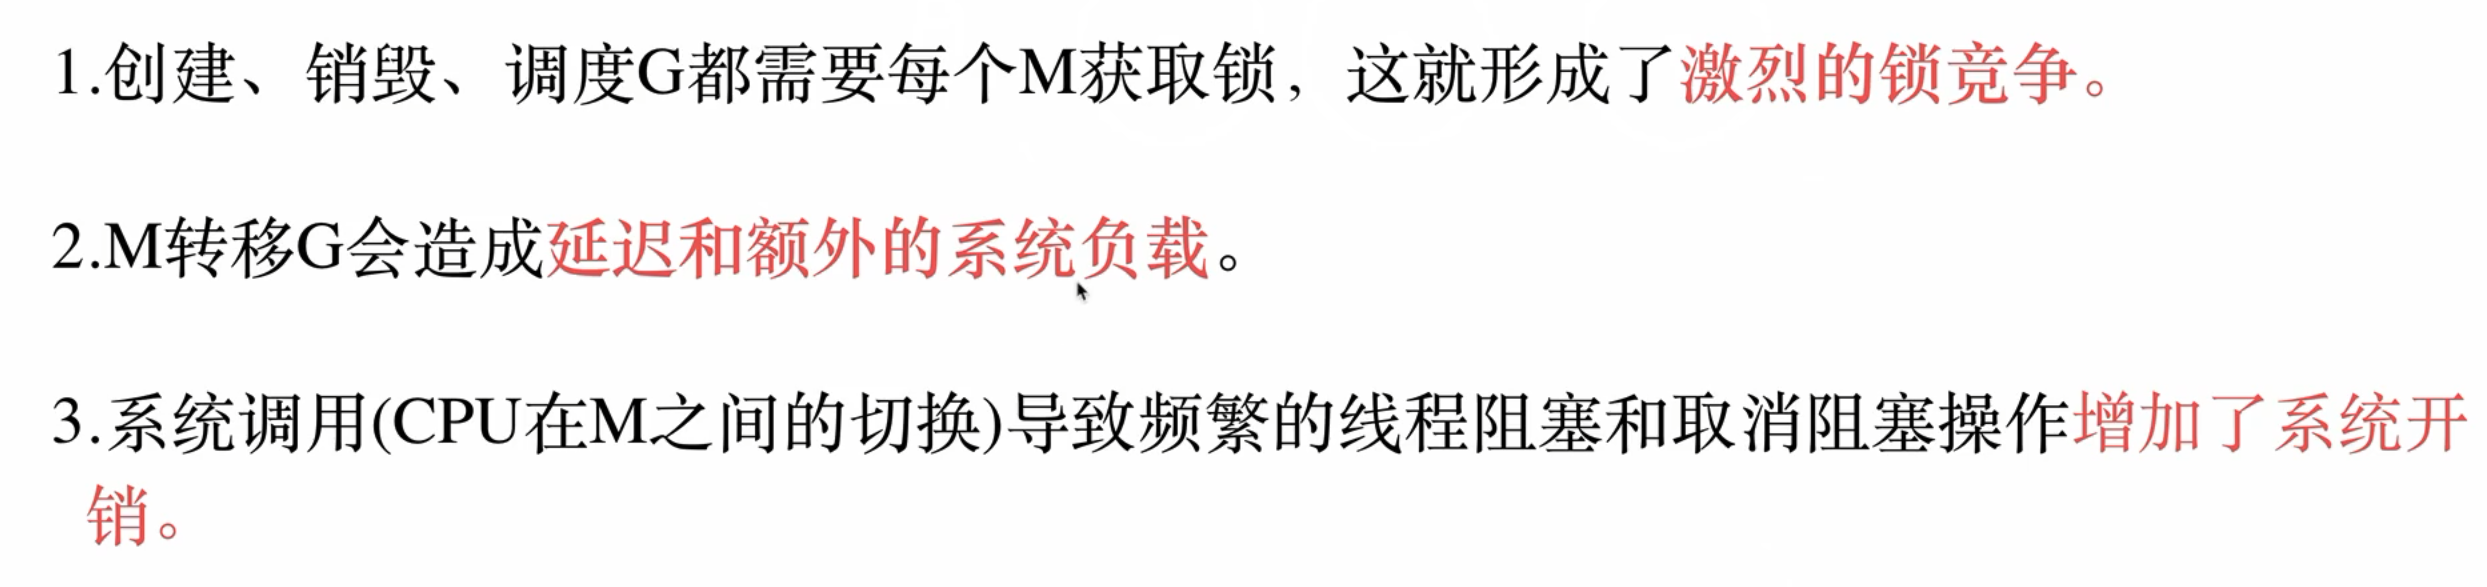 1.创建、销毁、调度G都需要每个M获取锁，这就形成了激烈的锁竞争。
2.M转移G会造成延迟和额外的系统负载。
3.系统调用(CPU在M之间的切换)导致频繁的线程阻塞和取消阻塞操作增加了系统开
销。